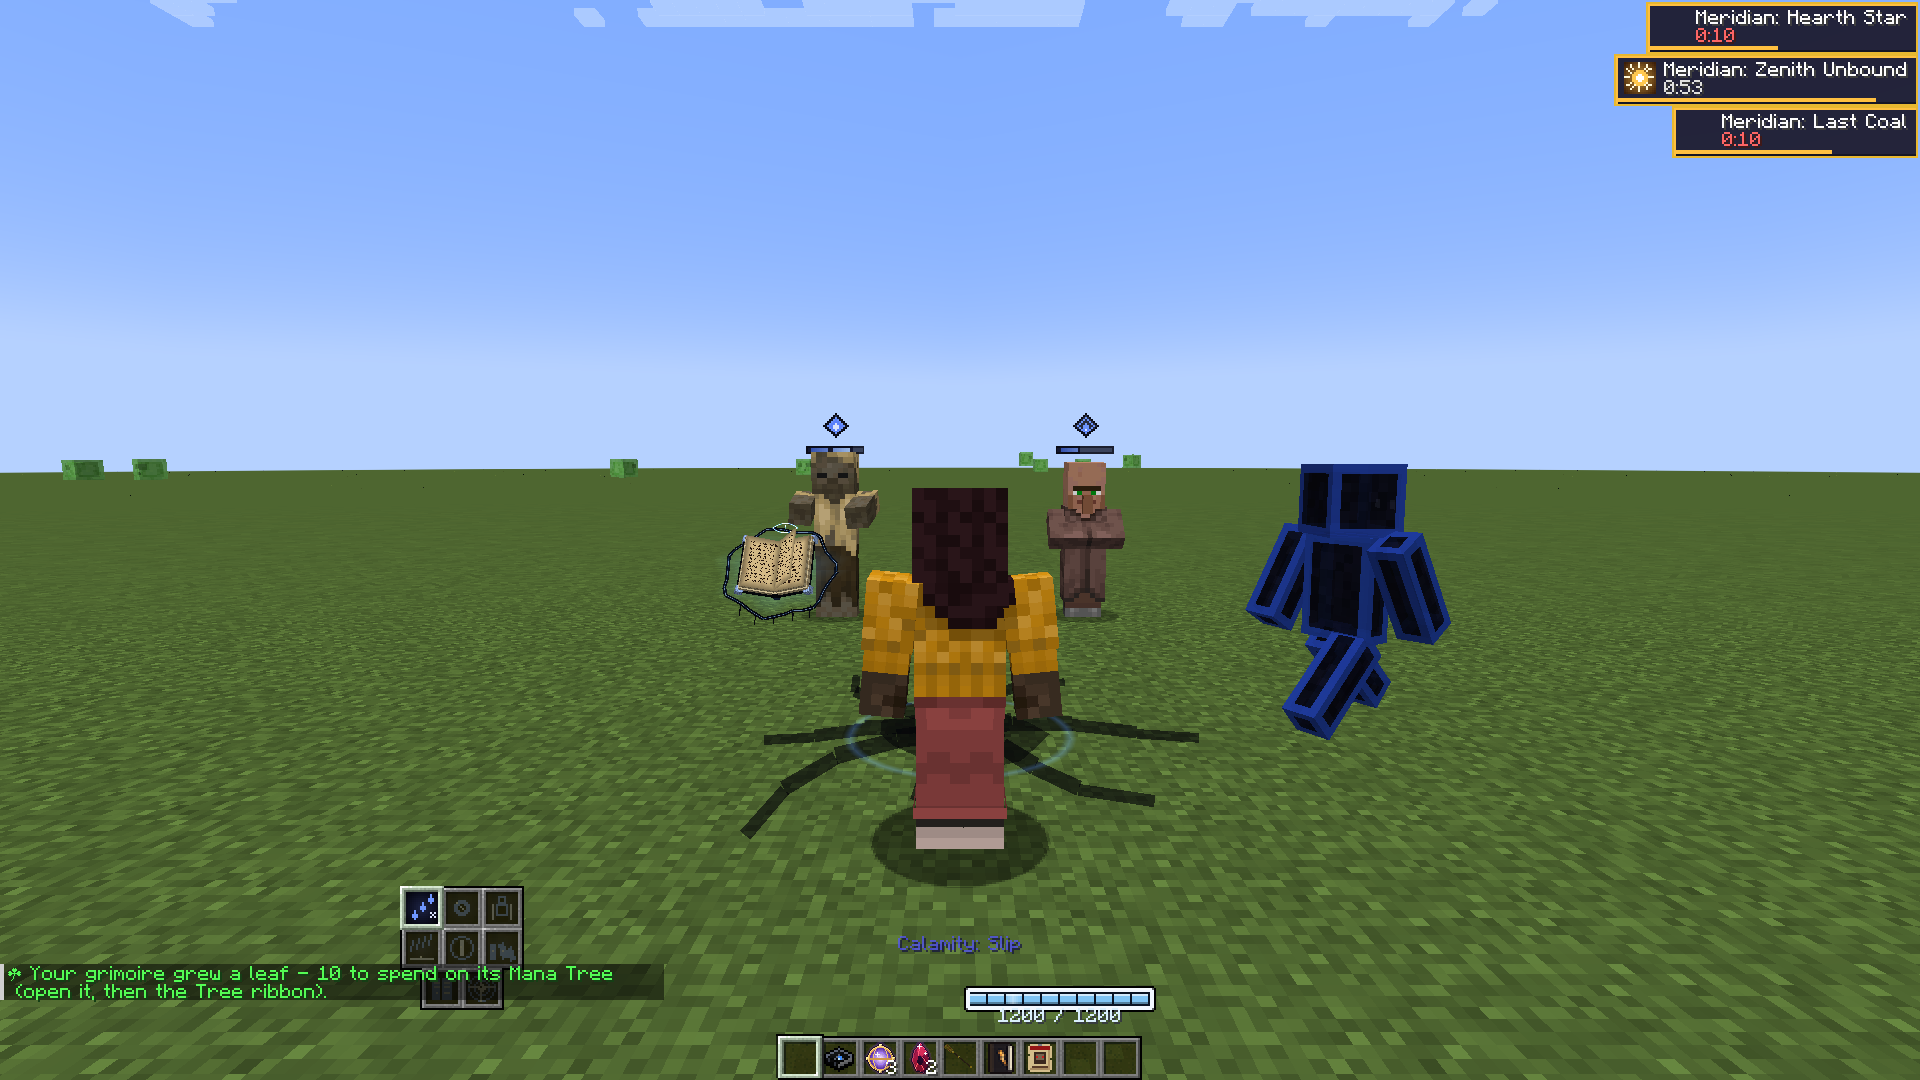 Meridian: Hearth Star
0:10
Meridian: Zenith Unbound
0:53
Meridian: Last Coal
0:10
Calamity: Slip
☘ Your grimoire grew a leaf - 10 to spend on its Mana Tree
(open it, then the Tree ribbon).
1200 / 1200
3
2